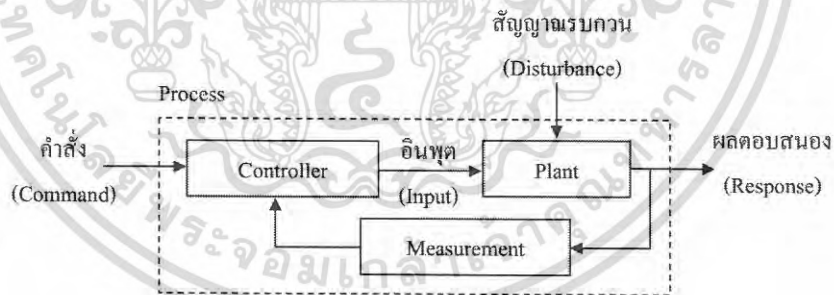 สัญญาณรบกวน
(Disturbance)
Process
คำสั่ง
(Command)
Controller
อินพุต
(Input)
Plant
ผลตอบสนอง
(Response)
Measurement